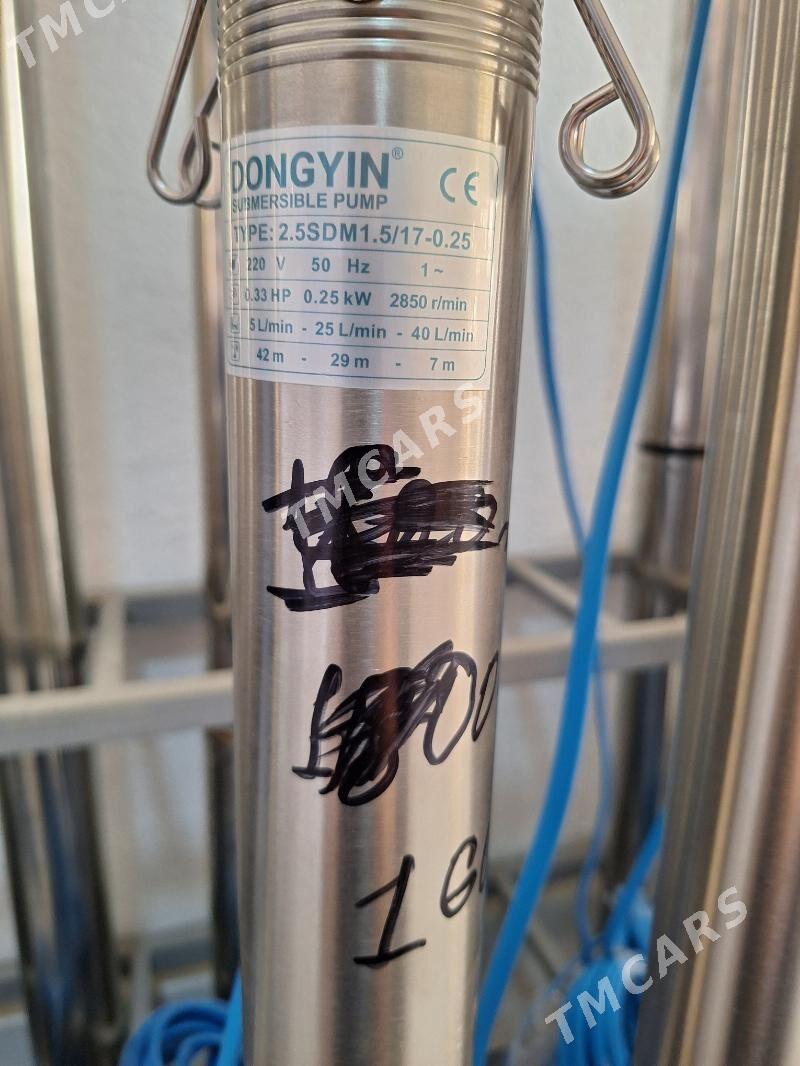 TMCARS
DONGYIN®
CE
SUBMERSIBLE PUMP
TYPE: 2.5SDM1.5/17-0.25
220 V 50 Hz 1~
0.33 HP 0.25 kW 2850 r/min
5 L/min - 25 L/min - 40 L/min
42 m - 29 m - 7 m
TMCARS
1
TMCARS